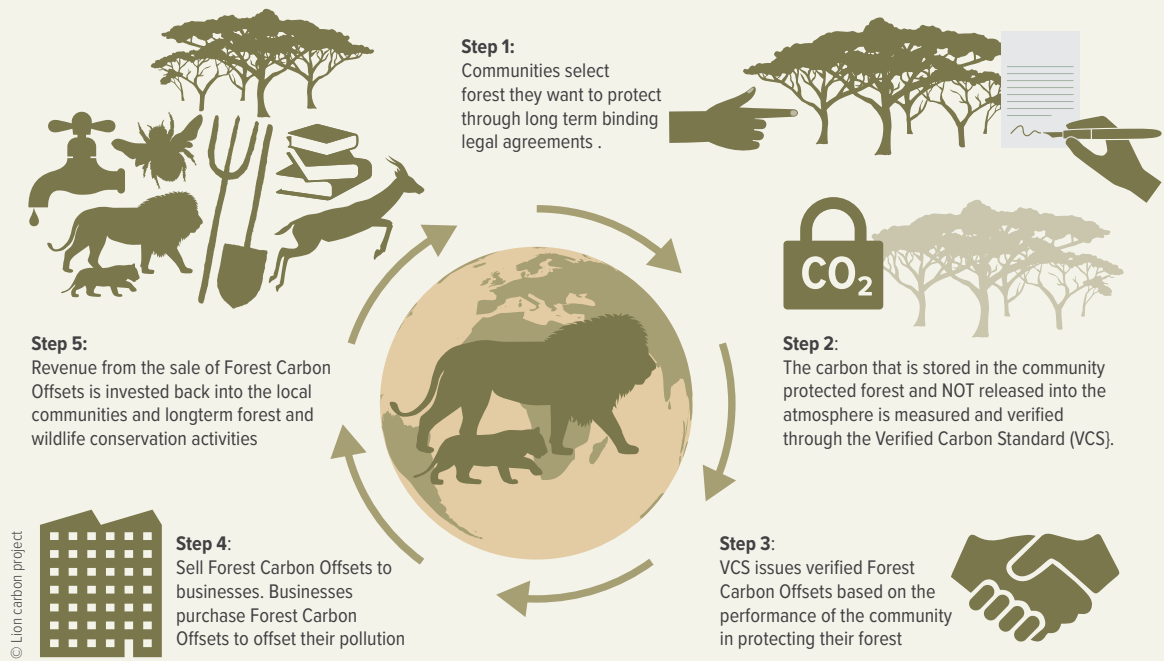 Step 1:
Communities select
forest they want to protect
through long term binding
legal agreements .
CO2
Step 2:
The carbon that is stored in the community
protected forest and NOT released into the
atmosphere is measured and verified
through the Verified Carbon Standard (VCS}.
Step 3:
VCS issues verified Forest
Carbon Offsets based on the
performance of the community
in protecting their forest
Step 4:
Sell Forest Carbon Offsets to
businesses. Businesses
purchase Forest Carbon
Offsets to offset their pollution
Step 5:
Revenue from the sale of Forest Carbon
Offsets is invested back into the local
communities and longterm forest and
wildlife conservation activities
© Lion carbon project